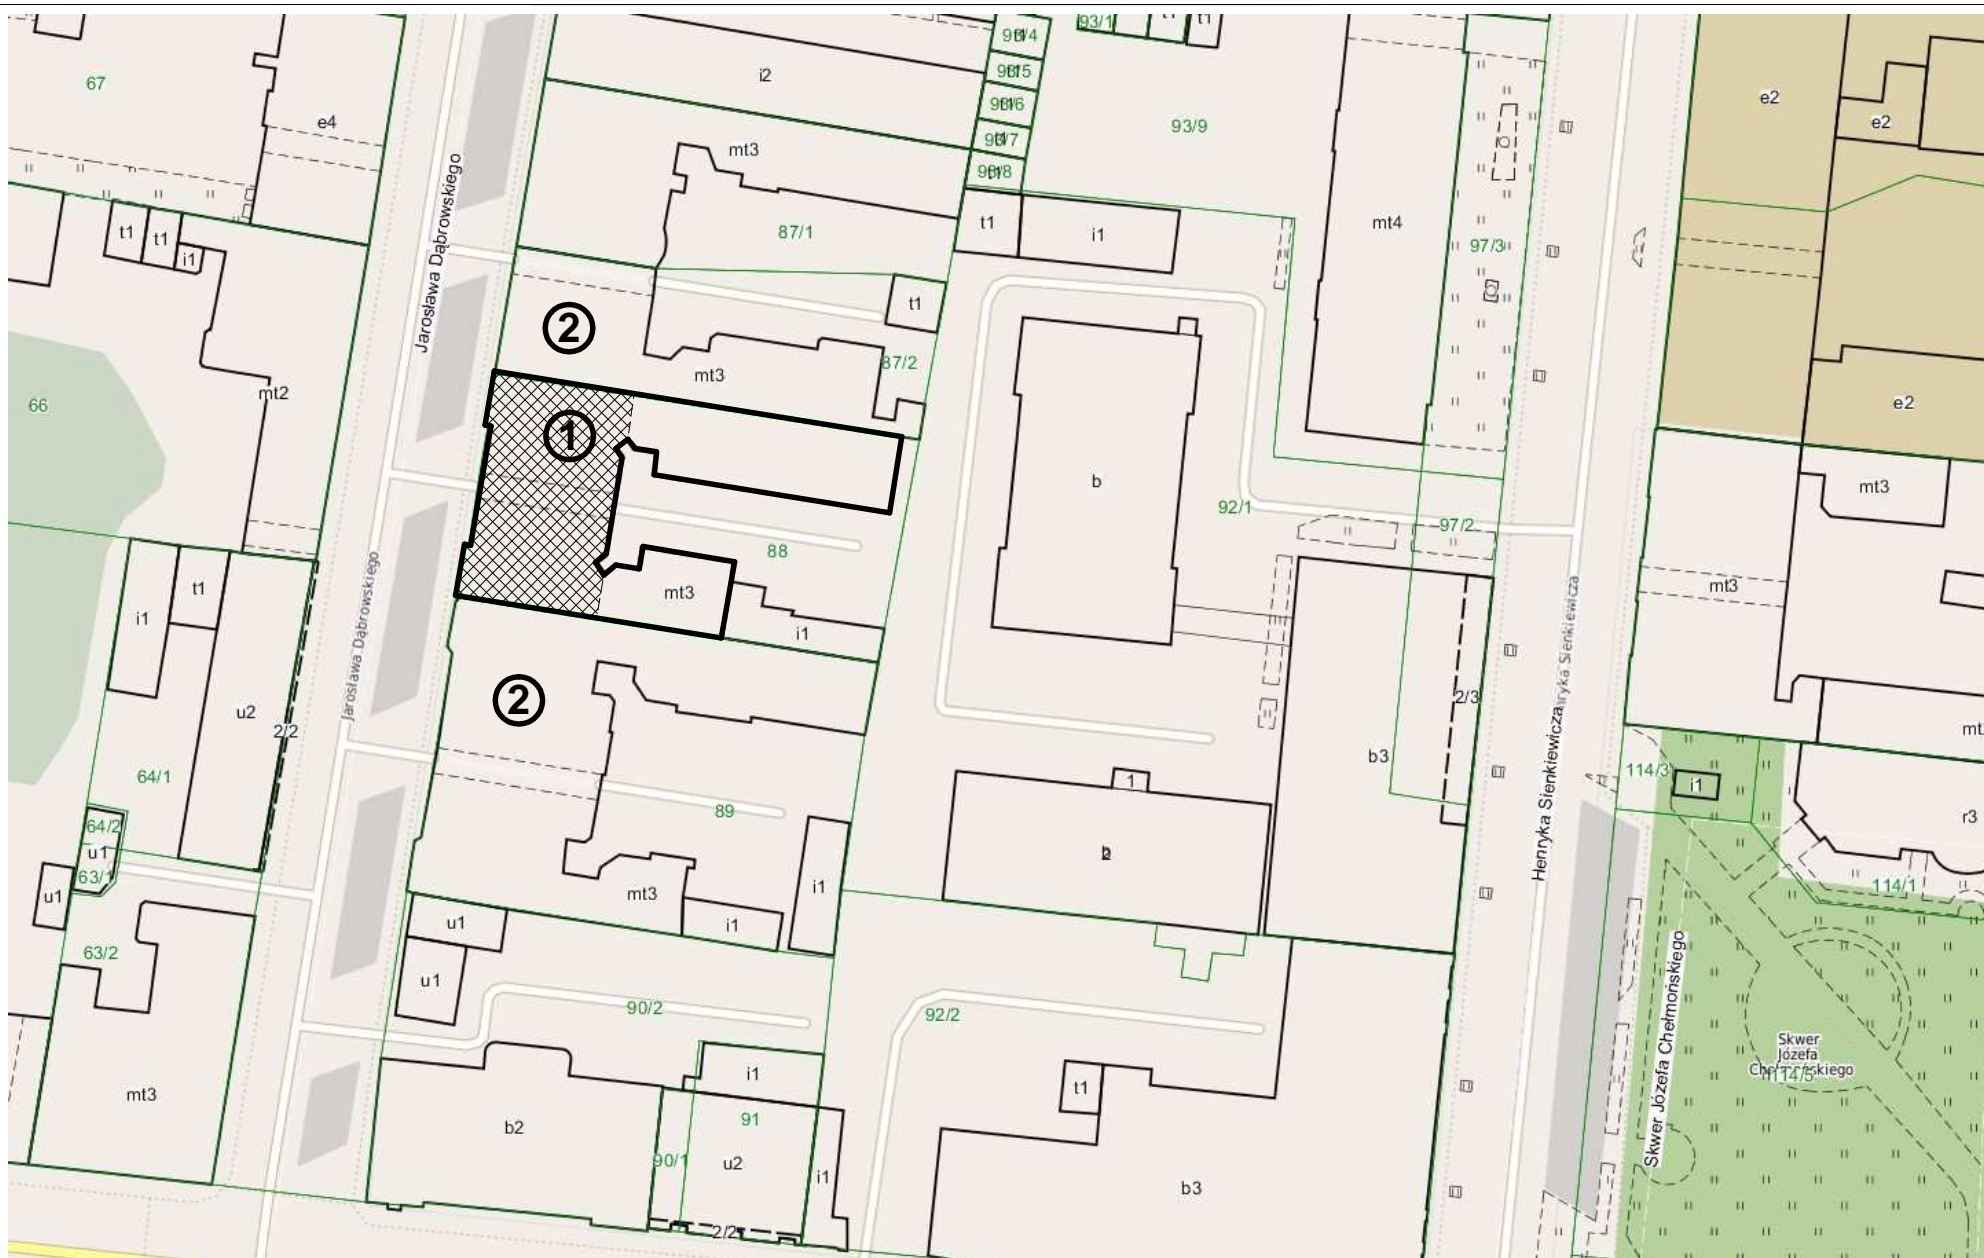 93/1
t1
t1
67
i2
e2
e4
93/9
e2
mt3
mt4
Jarosława Dąbrowskiego
87/1
t1
i1
97/3
t1
t1
i1
t1
2
87/2
mt3
mt2
66
e2
1
b
mt3
92/1
97/2
88
mt3
mt3
t1
i1
i1
Jarosława Dąbrowskiego
2
u2
2/2
2/3
Henryka Sienkiewicza
mt
b3
114/3
64/1
1
i1
89
r3
64/2
u1
63/1
114/1
u1
mt3
i1
i1
u1
63/2
u1
90/2
92/2
Skwer Józefa Chełmońskiego
Skwer
Józefa
114/5
i1
t1
mt3
91
b2
90/1
u2
i1
b3
2/2